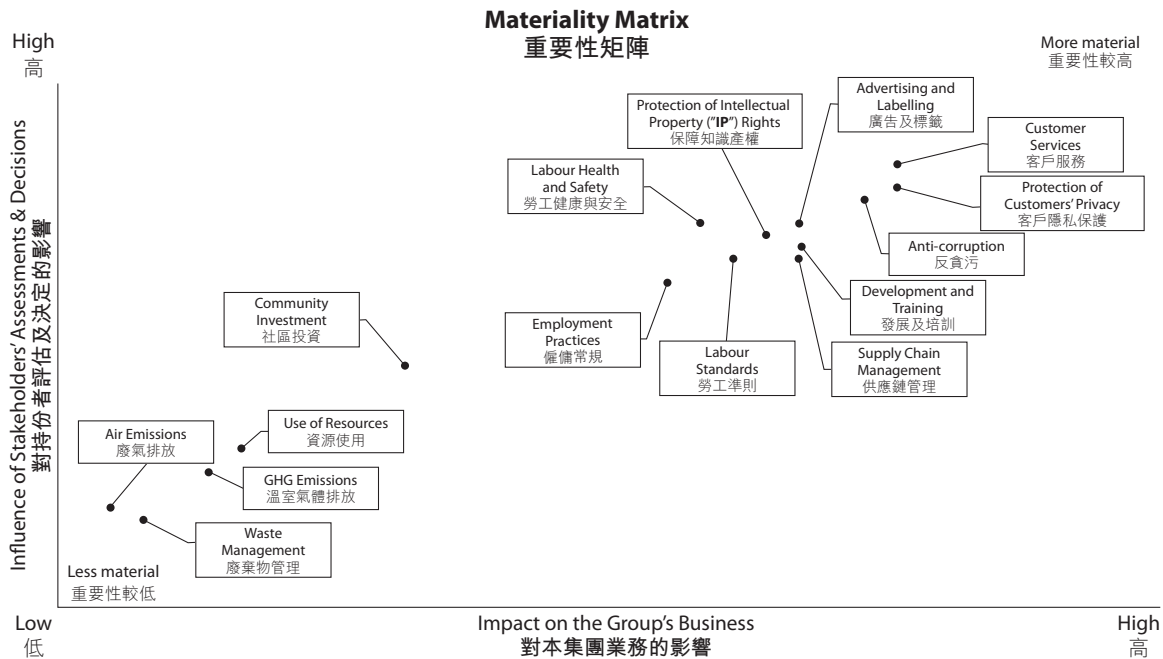 Materiality Matrix
重要性矩陣
High
高
More material
重要性較高
Influence of Stakeholders' Assessments & Decisions
對持份者評估及決定的影響
Advertising and
Labelling
廣告及標籤
Protection of Intellectual
Property ("IP") Rights
保障知識產權
Customer
Services
客戶服務
Labour Health
and Safety
勞工健康與安全
Protection of
Customers' Privacy
客戶隱私保護
Anti-corruption
反貪污
Development and
Training
發展及培訓
Community
Investment
社區投資
Employment
Practices
僱傭常規
Labour
Standards
勞工準則
Supply Chain
Management
供應鏈管理
Use of Resources
資源使用
Air Emissions
廢氣排放
GHG Emissions
溫室氣體排放
Waste
Management
廢棄物管理
Less material
重要性較低
Low
低
Impact on the Group's Business
對本集團業務的影響
High
高